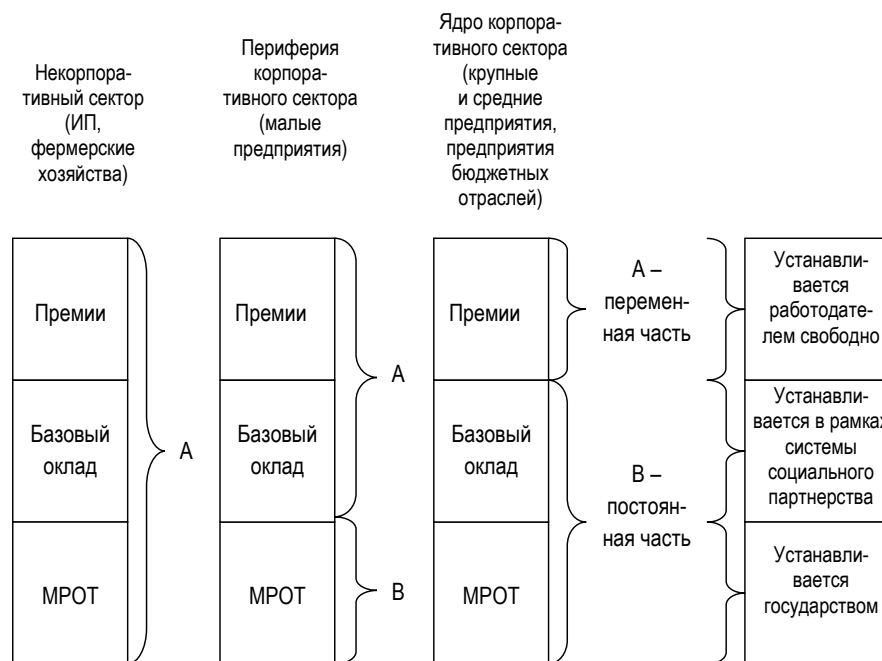 Некорпора-
тивный сектор
(ИП,
фермерские
хозяйства)
Периферия
корпора-
тивного сектора
(малые
предприятия)
Ядро корпора-
тивного сектора
(крупные
и средние
предприятия,
предприятия
бюджетных
отраслей)
Премии
Базовый
оклад
МРОТ
А
Премии
Базовый
оклад
МРОТ
А
В
Премии
Базовый
оклад
МРОТ
А –
перемен-
ная часть
В –
постоян-
ная часть
Устанавли-
вается
работодате-
лем свободно
Устанавли-
вается в рамках
системы
социального
партнерства
Устанавли-
вается
государством